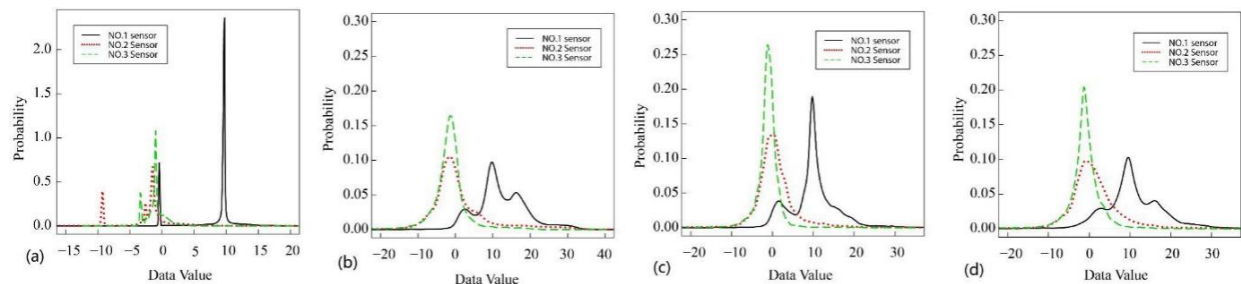 NO.1 sensor
NO.2 Sensor
NO.3 Sensor
Probability
2.0
1.5
1.0
0.5
0.0
−15 −10 −5 0 5 10 15 20
Data Value
(a)
NO.1 sensor
NO.2 Sensor
NO.3 Sensor
Probability
0.30
0.25
0.20
0.15
0.10
0.05
0.00
−20 −10 0 10 20 30 40
Data Value
(b)
NO.1 sensor
NO.2 Sensor
NO.3 Sensor
Probability
0.30
0.25
0.20
0.15
0.10
0.05
0.00
−20 −10 0 10 20 30
Data Value
(c)
NO.1 sensor
NO.2 Sensor
NO.3 Sensor
Probability
0.30
0.25
0.20
0.15
0.10
0.05
0.00
−20 −10 0 10 20 30
Data Value
(d)